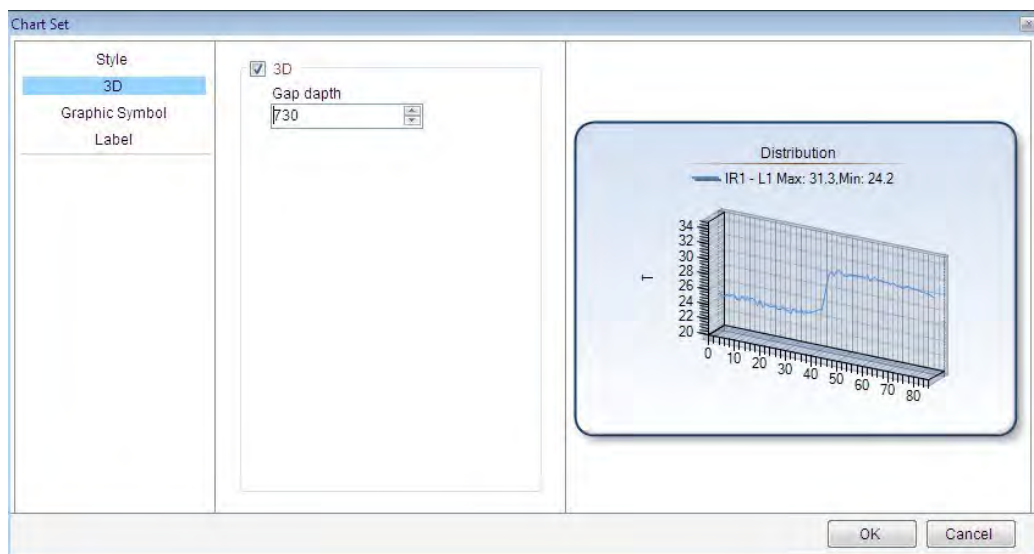 Chart Set
Style
3D
Graphic Symbol
Label
3D
Gap dapth
730
Distribution
IR1 - L1 Max: 31.3,Min: 24.2
T
34
32
30
28
26
24
22
20
0 10 20 30 40 50 60 70 80
OK Cancel